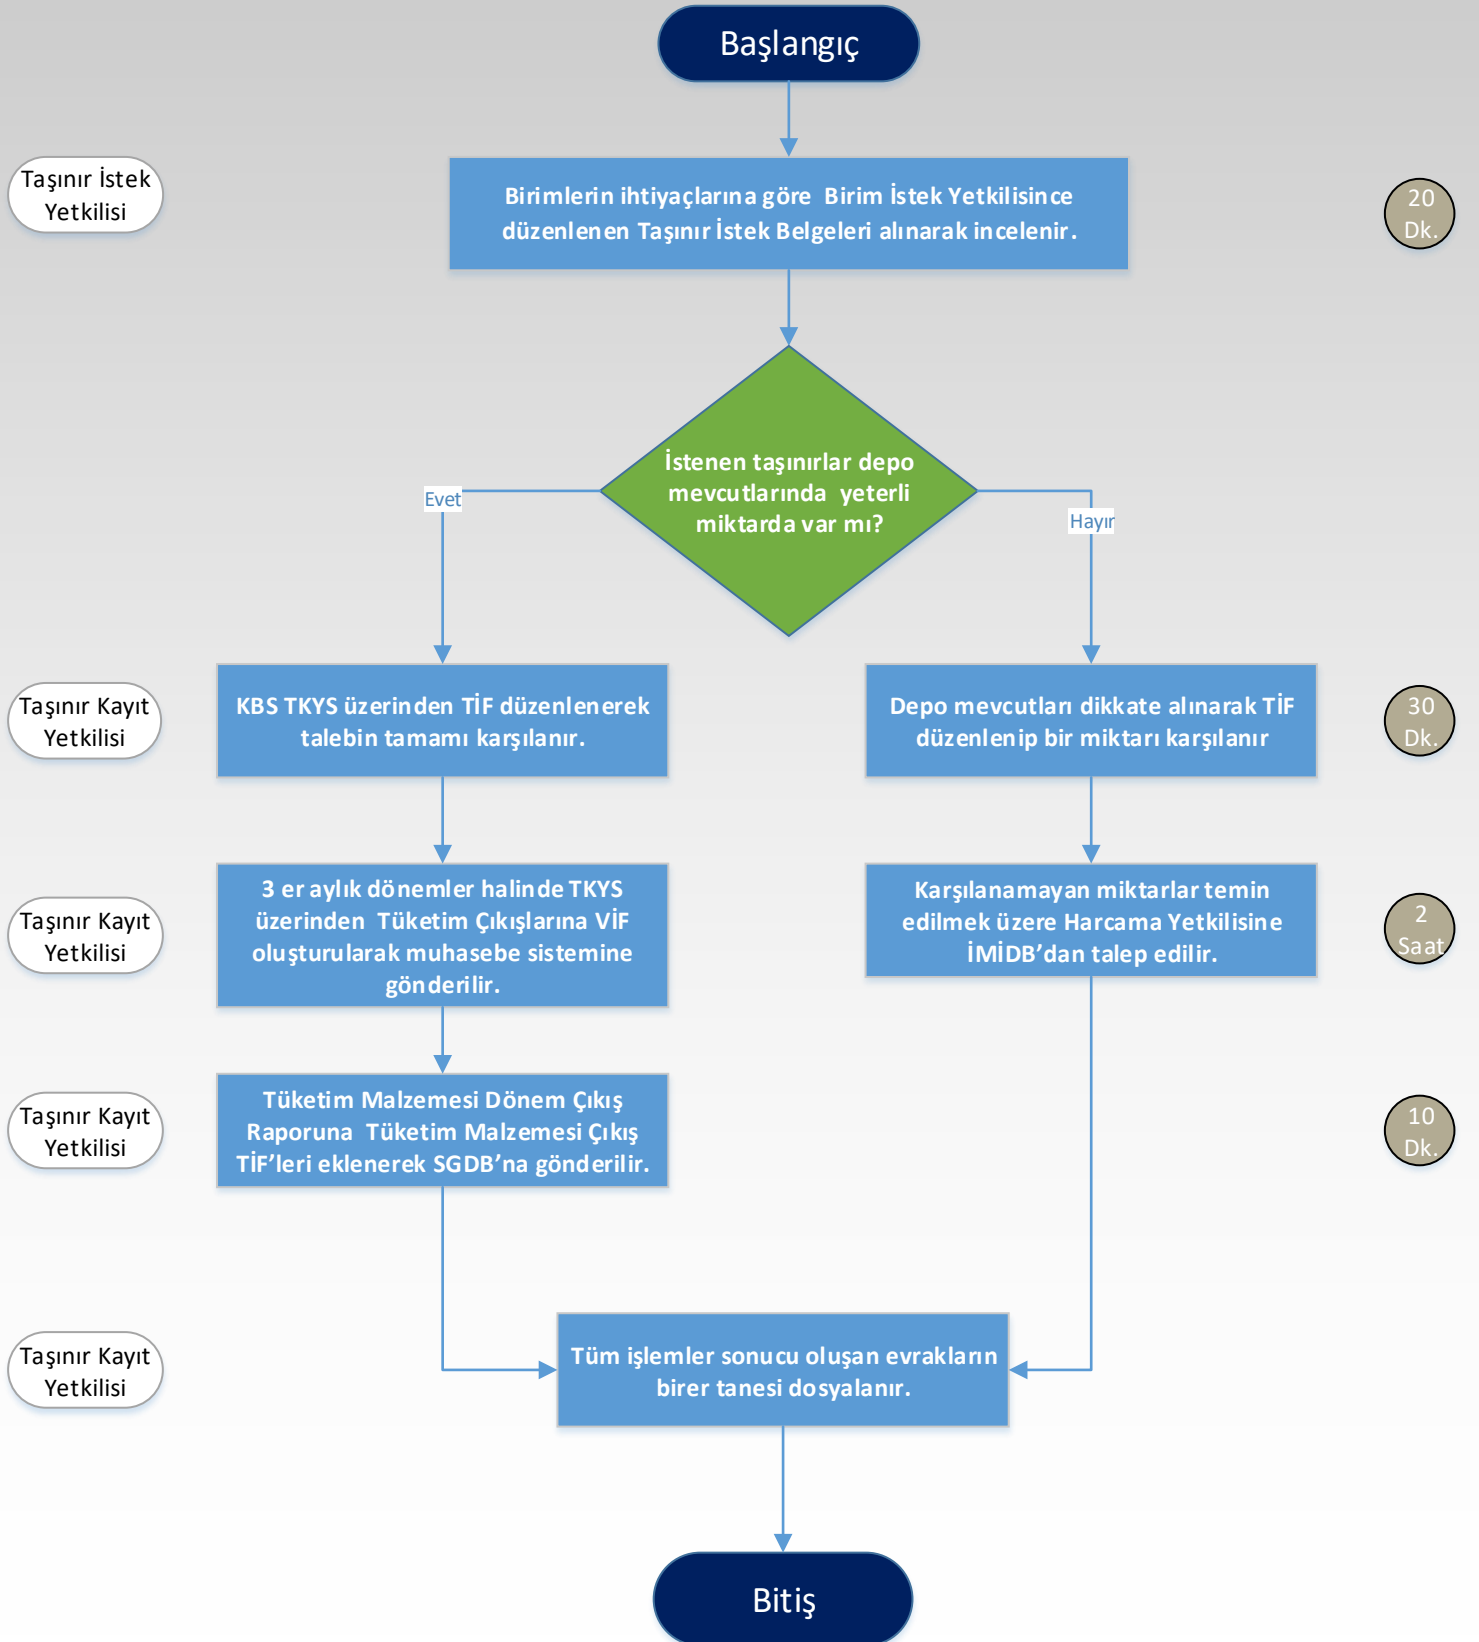 Başlangıç
Taşınır İstek
Yetkilisi
Birimlerin ihtiyaçlarına göre Birim İstek Yetkilisince
düzenlenen Taşınır İstek Belgeleri alınarak incelenir.
20
Dk.
İstenen taşınırlar depo
mevcutlarında yeterli
miktarda var mı?
Evet
Hayır
Taşınır Kayıt
Yetkilisi
KBS TKYS üzerinden TİF düzenlenerek
talebin tamamı karşılanır.
Depo mevcutları dikkate alınarak TİF
düzenlenip bir miktarı karşılanır
30
Dk.
Taşınır Kayıt
Yetkilisi
3 er aylık dönemler halinde TKYS
üzerinden Tüketim Çıkışlarına VİF
oluşturularak muhasebe sistemine
gönderilir.
Karşılanamayan miktarlar temin
edilmek üzere Harcama Yetkilisine
İMİDB’dan talep edilir.
2
Saat
Taşınır Kayıt
Yetkilisi
Tüketim Malzemesi Dönem Çıkış
Raporuna Tüketim Malzemesi Çıkış
TİF’leri eklenerek SGDB’na gönderilir.
10
Dk.
Taşınır Kayıt
Yetkilisi
Tüm işlemler sonucu oluşan evrakların
birer tanesi dosyalanır.
Bitiş